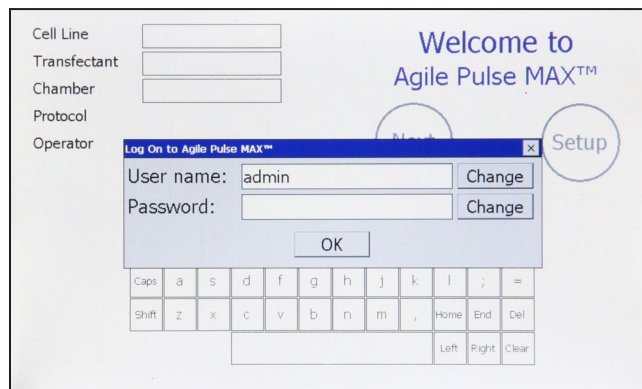 Cell Line
Transfectant
Chamber
Protocol
Operator
Welcome to
Agile Pulse MAX™
Next
Setup
Log On to Agile Pulse MAX™
×
User name: admin Change
Password: Change
OK
Caps a s d f g h j k l ; =
Shift z x c v b n m , Home End Del
Left Right Clear